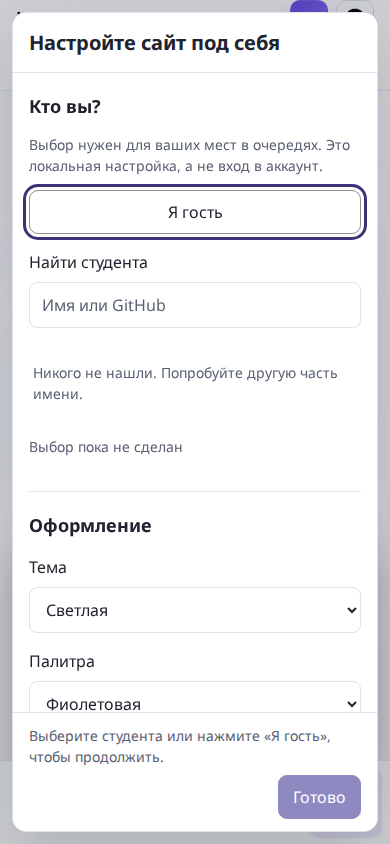 Настройте сайт под себя
Кто вы?
Выбор нужен для ваших мест в очередях. Это
локальная настройка, а не вход в аккаунт.
Я гость
Найти студента
Имя или GitHub
Никого не нашли. Попробуйте другую часть
имени.
Выбор пока не сделан
Оформление
Тема
Светлая
Палитра
Фиолетовая
Выберите студента или нажмите «Я гость»,
чтобы продолжить.
Готово